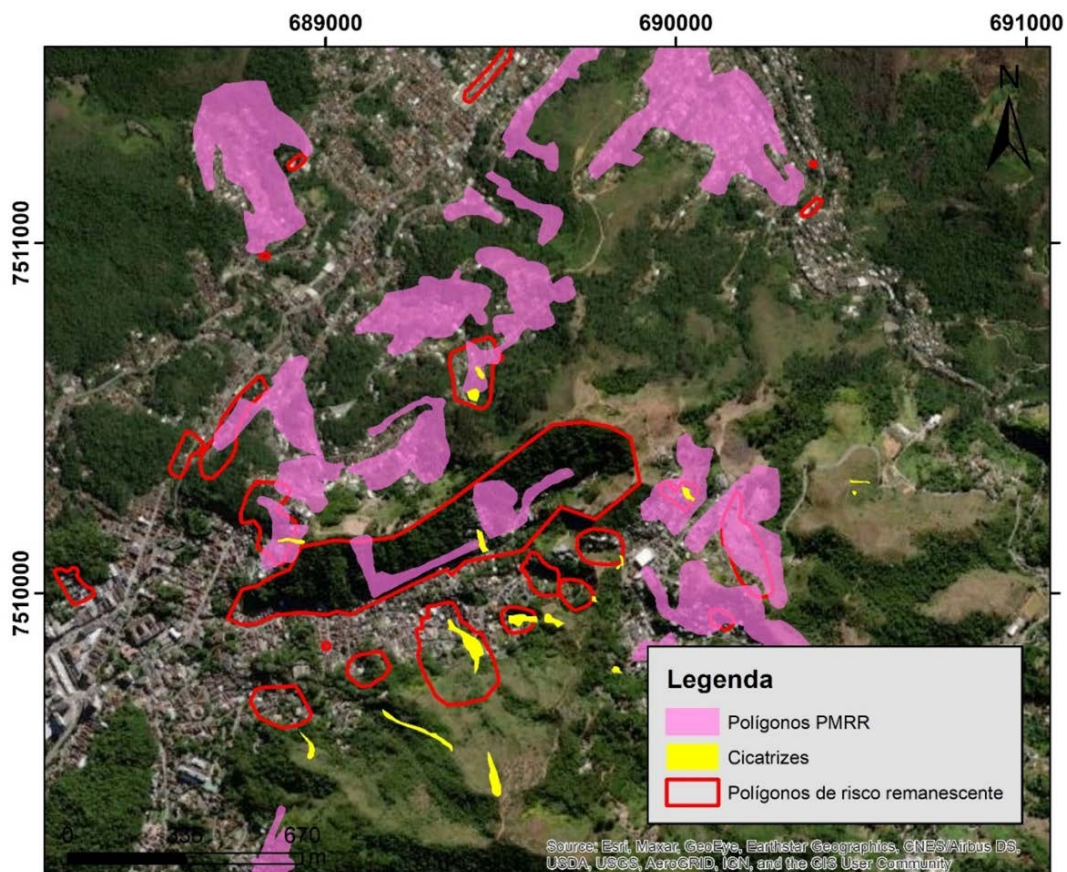 689000 690000 691000
N
7511000
7510000
Legenda
Polígonos PMRR
Cicatrizes
Polígonos de risco remanescente
0 335 670
m
Source: Esri, Maxar, GeoEye, Earthstar Geographics, CNES/Airbus DS,
USDA, USGS, AeroGRID, IGN, and the GIS User Community